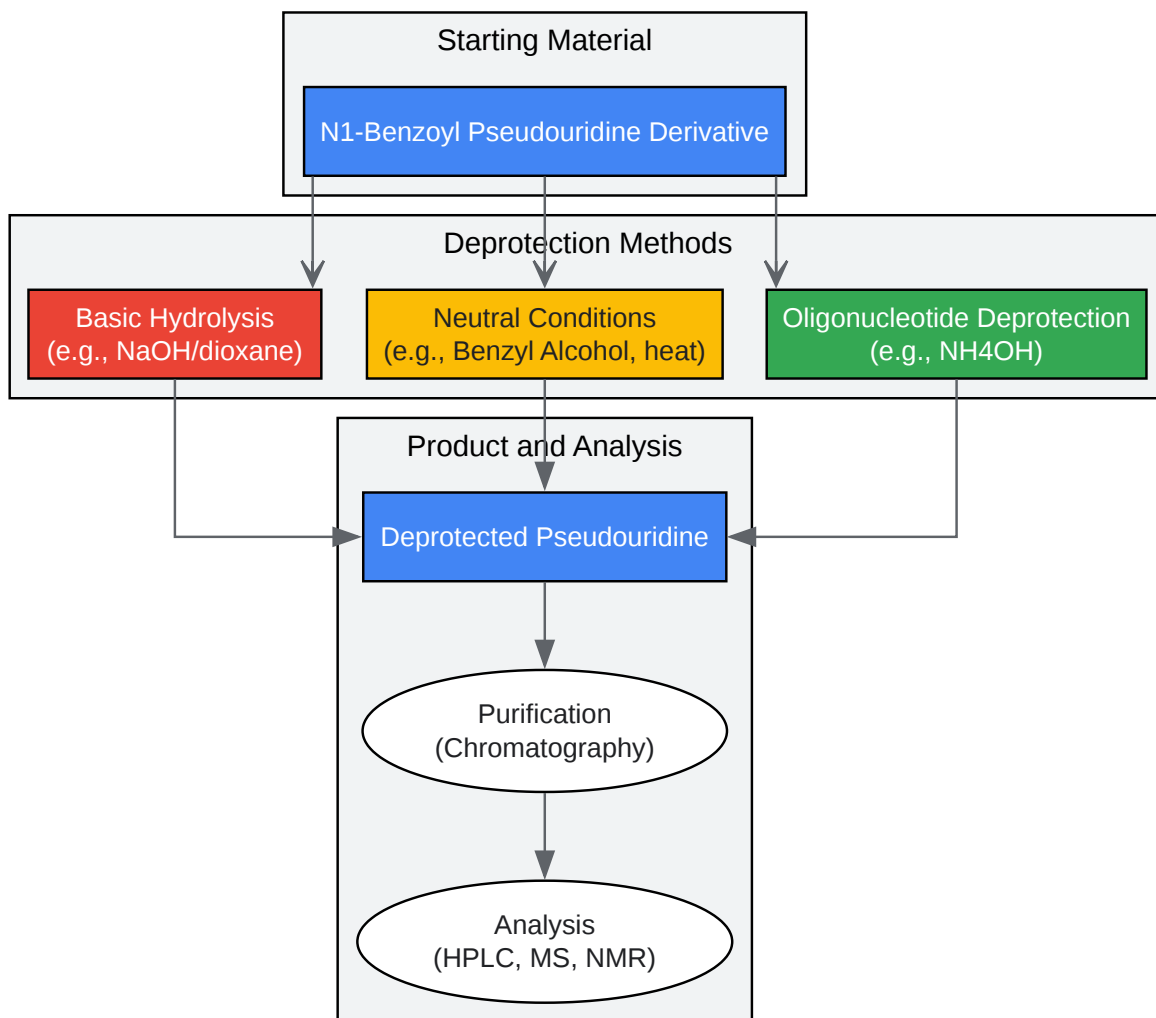 Starting Material
N1-Benzoyl Pseudouridine Derivative
Deprotection Methods
Basic Hydrolysis
(e.g., NaOH/dioxane)
Neutral Conditions
(e.g., Benzyl Alcohol, heat)
Oligonucleotide Deprotection
(e.g., NH4OH)
Product and Analysis
Deprotected Pseudouridine
Purification
(Chromatography)
Analysis
(HPLC, MS, NMR)